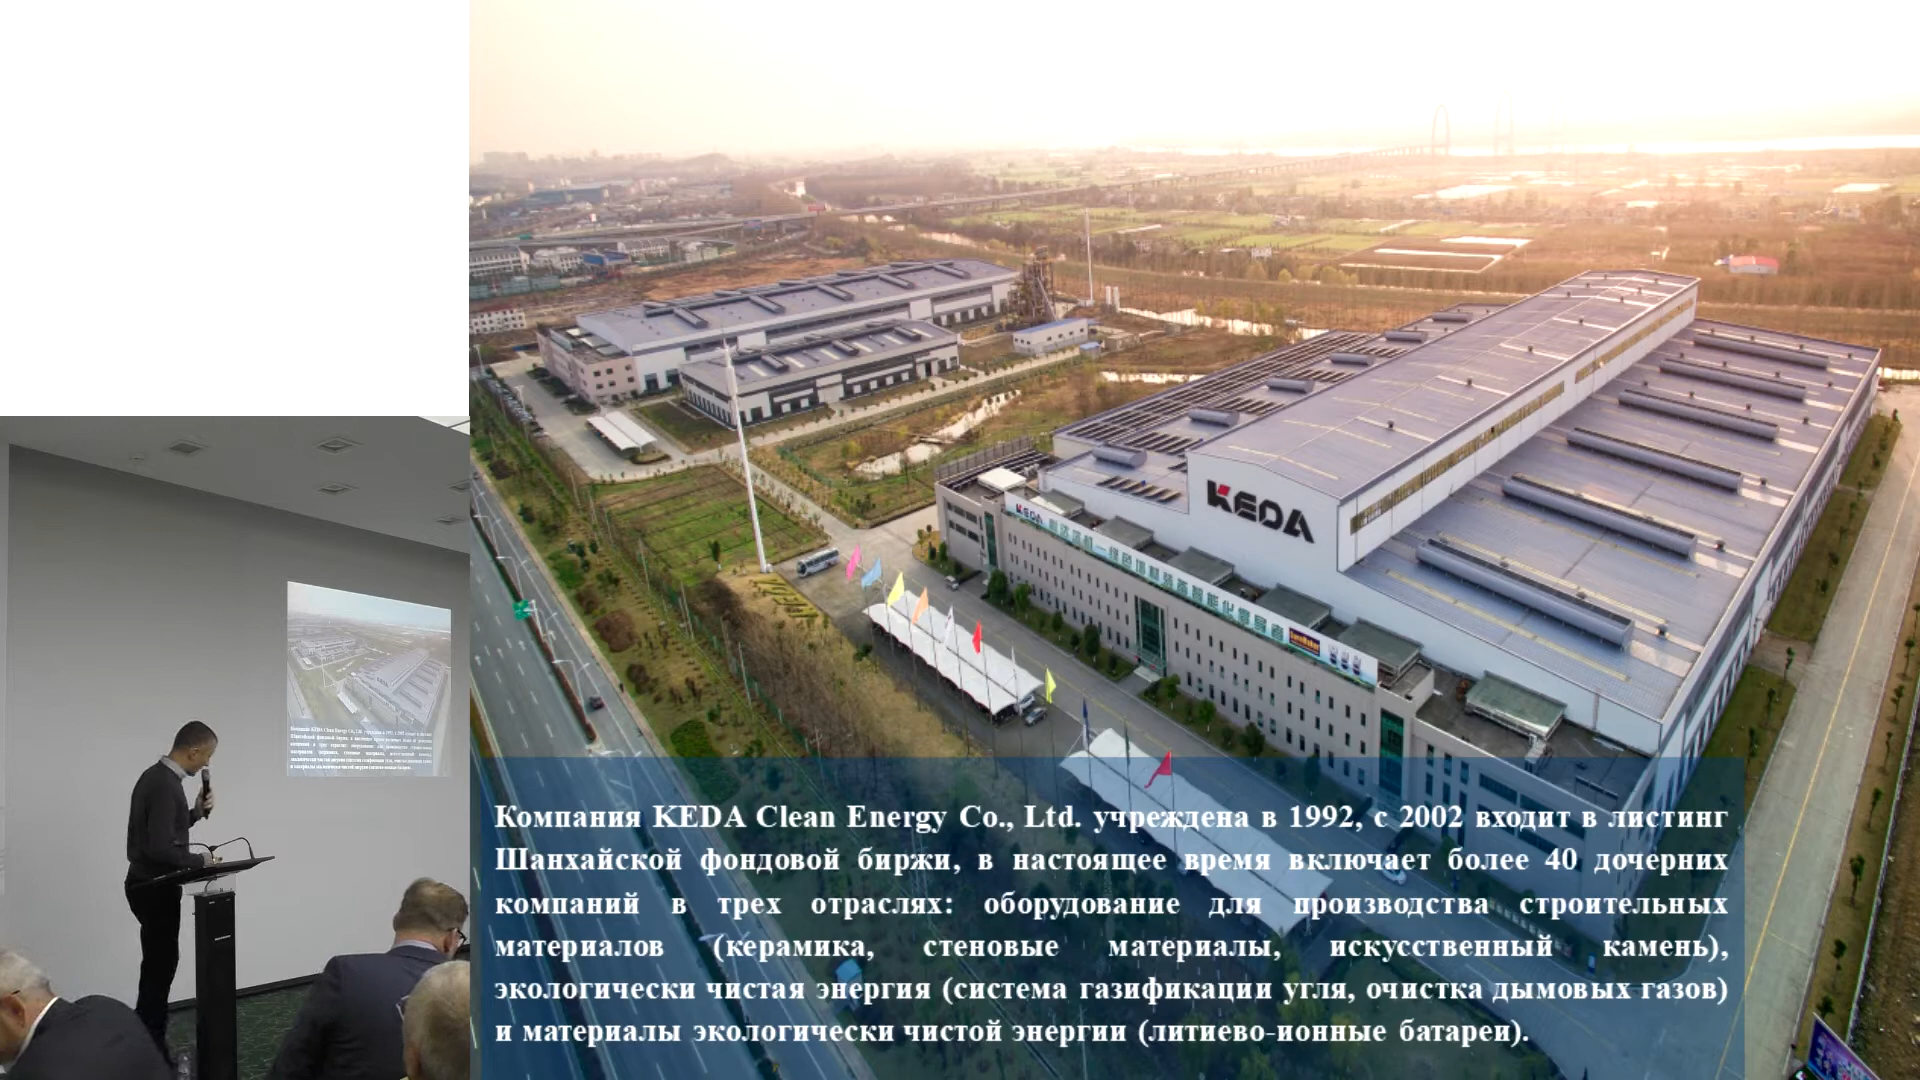 KEDA
KEDA
Компания KEDA Clean Energy Co., Ltd. учреждена в 1992, с 2002 входит в листинг
Шанхайской фондовой биржи, в настоящее время включает более 40 дочерних
компаний в трех отраслях: оборудование для производства строительных
материалов (керамика, стеновые материалы, искусственный камень),
экологически чистая энергия (система газификации угля, очистка дымовых газов)
и материалы экологически чистой энергии (литиево-ионные батареи).